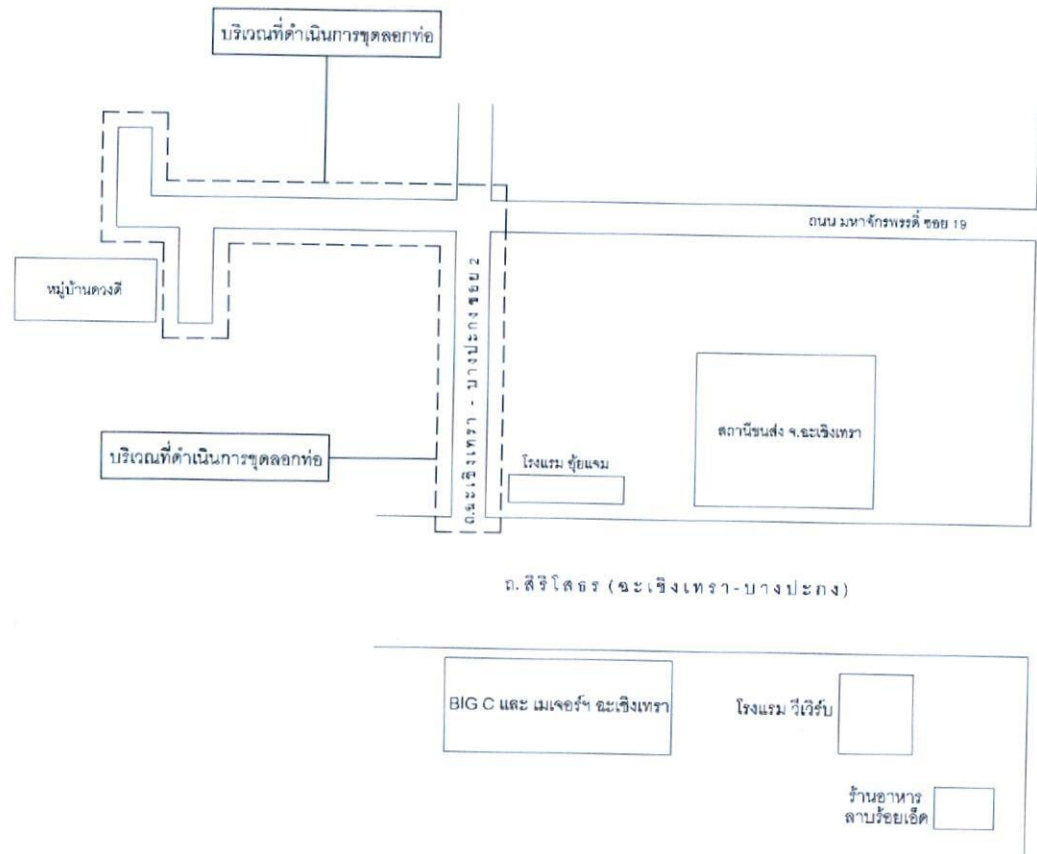 บริเวณที่ดำเนินการขุดลอกท่อ
ถนน มหาจักรพรรดิ์ ซอย 19
หมู่บ้านดวงดี
ถ.ฉะเชิงเทรา - บางปะกง ซอย 2
สถานีขนส่ง จ.ฉะเชิงเทรา
บริเวณที่ดำเนินการขุดลอกท่อ
โรงแรม ยุ้ยแจม
ถ.สิริโสธร (ฉะเชิงเทรา-บางปะกง)
BIG C และ เมเจอร์ฯ ฉะเชิงเทรา
โรงแรม วีเวิร์บ
ร้านอาหาร
ลาบร้อยเอ็ด